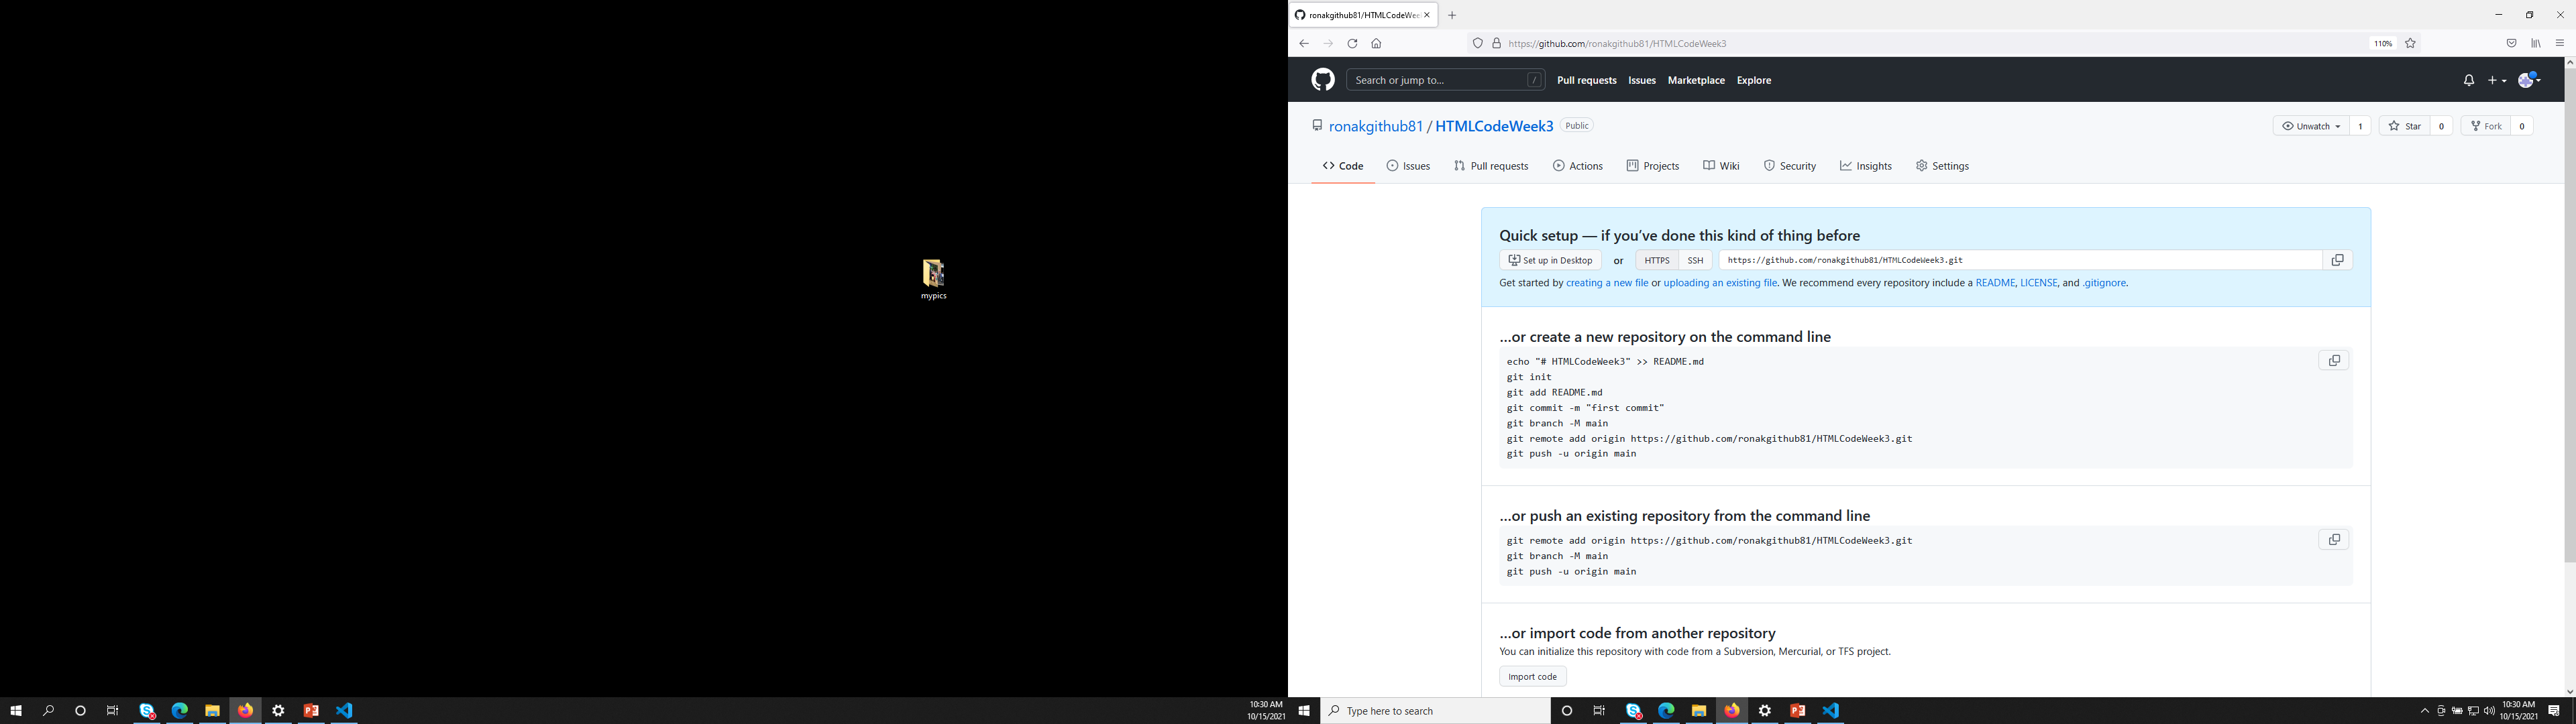 mypics
10:30 AM
10/15/2021
ronakgithub81/HTMLCodeWee
https://github.com/ronakgithub81/HTMLCodeWeek3
110%
Search or jump to...
/
Pull requests
Issues
Marketplace
Explore
ronakgithub81 / HTMLCodeWeek3
Public
Unwatch
1
Star
0
Fork
0
Code
Issues
Pull requests
Actions
Projects
Wiki
Security
Insights
Settings
Quick setup — if you've done this kind of thing before
Set up in Desktop
or
HTTPS
SSH
https://github.com/ronakgithub81/HTMLCodeWeek3.git
Get started by creating a new file or uploading an existing file. We recommend every repository include a README, LICENSE, and .gitignore.
…or create a new repository on the command line
echo "# HTMLCodeWeek3" >> README.md
git init
git add README.md
git commit -m "first commit"
git branch -M main
git remote add origin https://github.com/ronakgithub81/HTMLCodeWeek3.git
git push -u origin main
…or push an existing repository from the command line
git remote add origin https://github.com/ronakgithub81/HTMLCodeWeek3.git
git branch -M main
git push -u origin main
…or import code from another repository
You can initialize this repository with code from a Subversion, Mercurial, or TFS project.
Import code
Type here to search
10:30 AM
10/15/2021